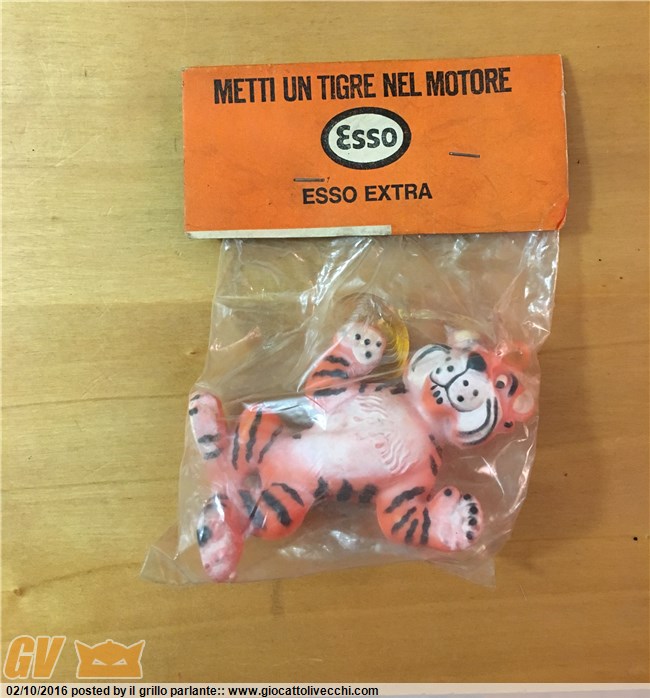 METTI UN TIGRE NEL MOTORE
Esso
ESSO EXTRA
GV
02/10/2016 posted by il grillo parlante:: www.giocattolivecchi.com